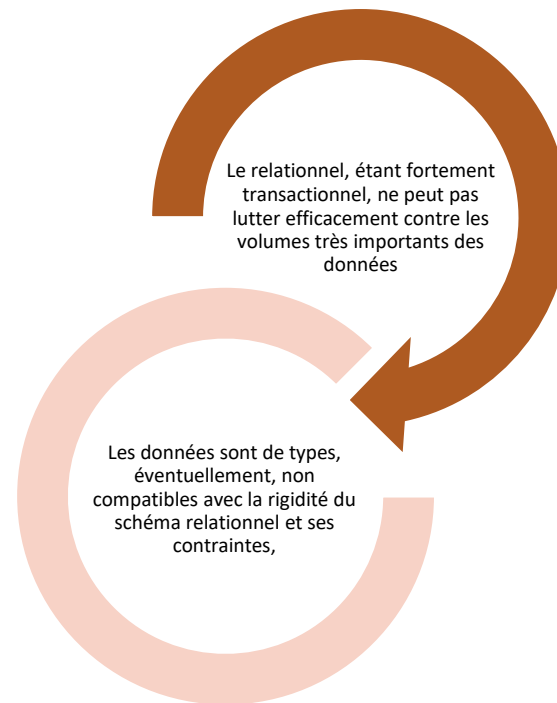 Le relationnel, étant fortement
transactionnel, ne peut pas
lutter efficacement contre les
volumes très importants des
données
Les données sont de types,
éventuellement, non
compatibles avec la rigidité du
schéma relationnel et ses
contraintes,